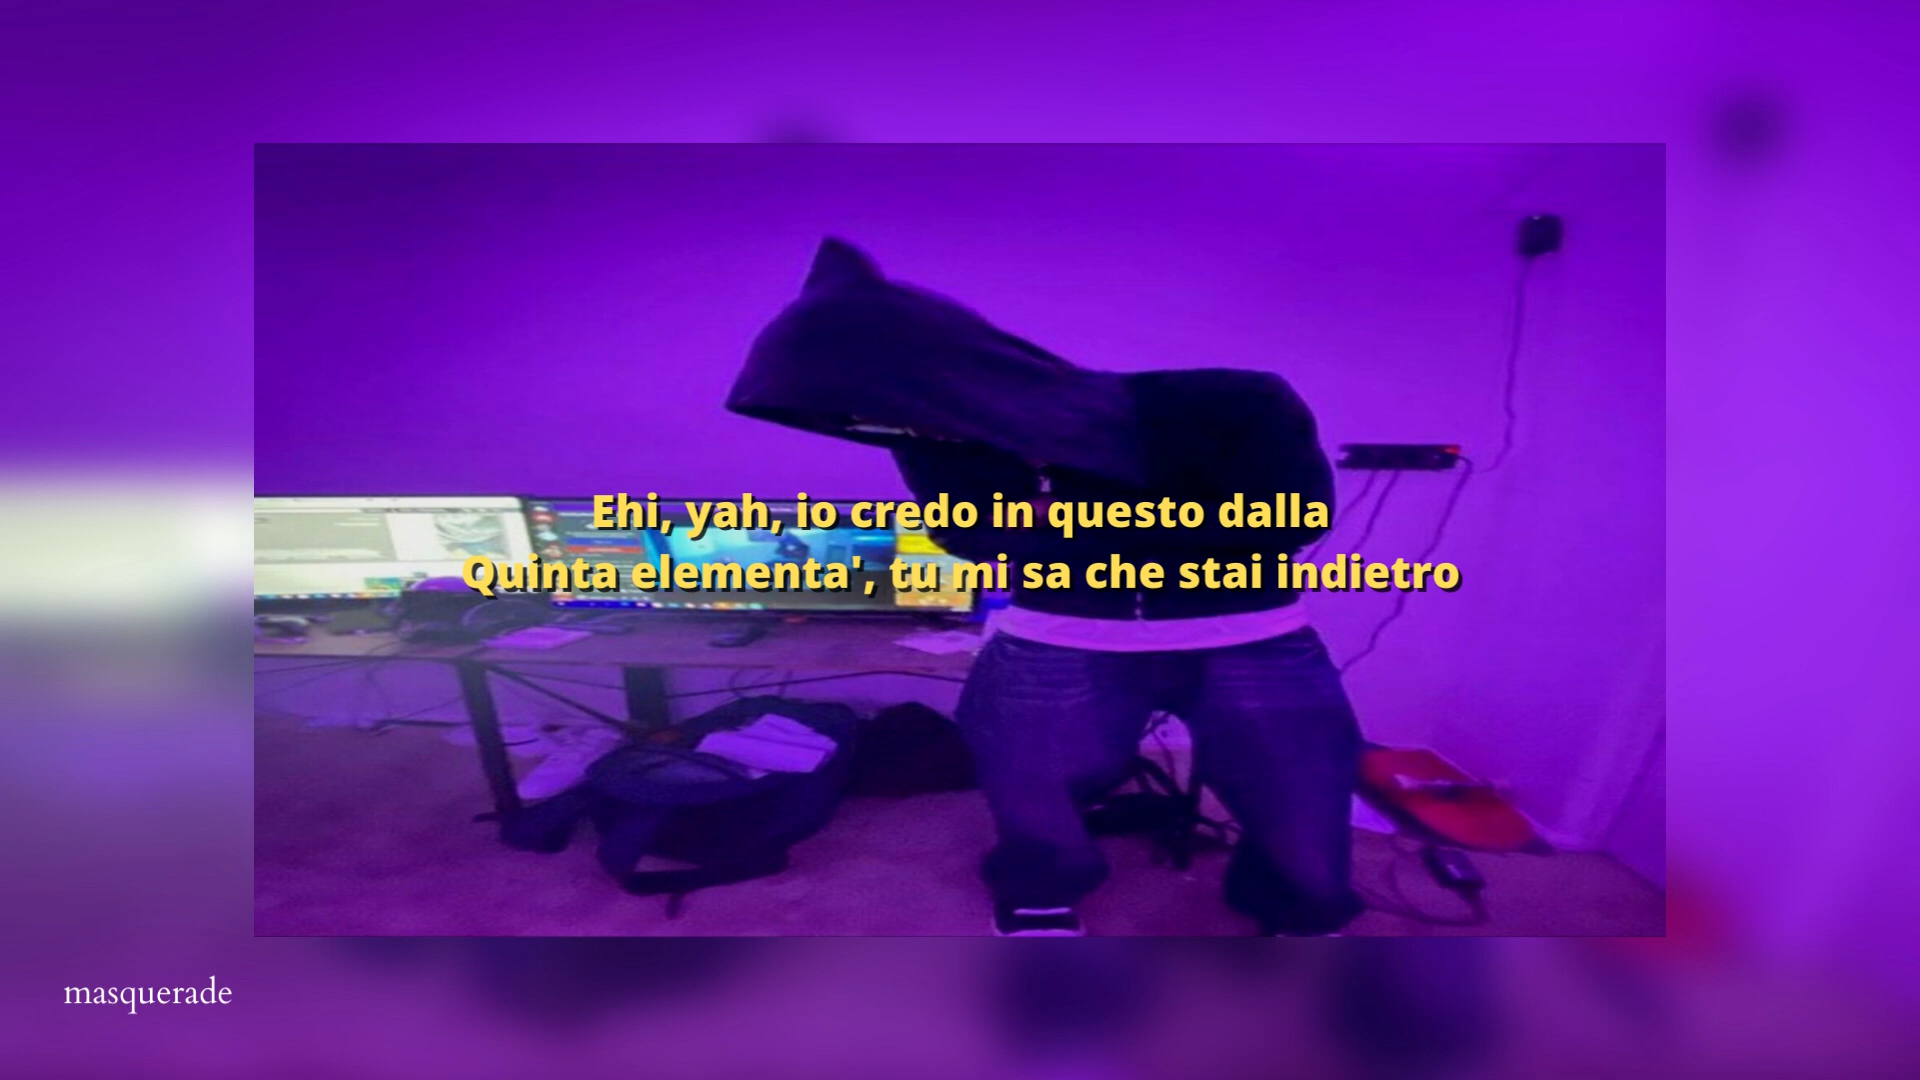 Ehi, yah, io credo in questo dalla
Quinta elementa', tu mi sa che stai indietro
masquerade